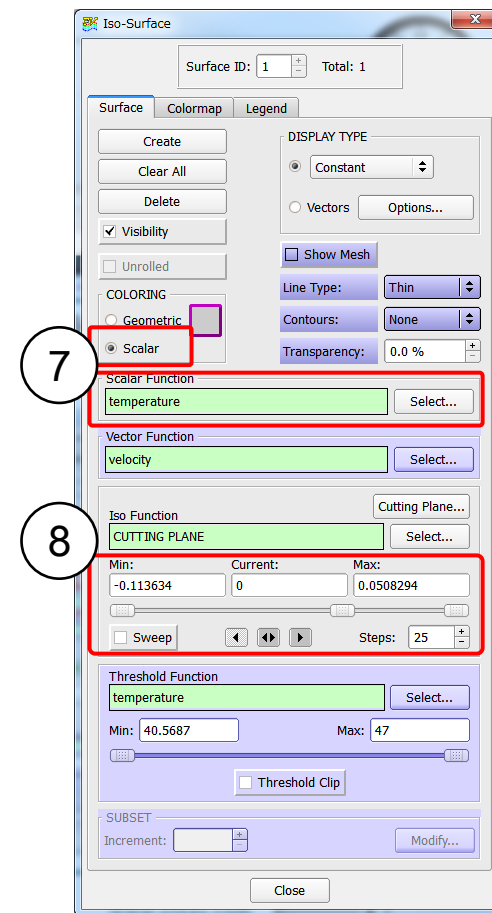 Iso-Surface
x
Surface ID: 1 Total: 1
Surface Colormap Legend
Create
Clear All
Delete
Visibility
Unrolled
DISPLAY TYPE
Constant
Vectors Options...
Show Mesh
COLORING
Geometric
Scalar
Line Type: Thin
Contours: None
Transparency: 0.0 %
7
Scalar Function
temperature Select...
Vector Function
velocity Select...
Cutting Plane...
Iso Function
CUTTING PLANE Select...
8
Min: Current: Max:
-0.113634 0 0.0508294
Sweep Steps: 25
Threshold Function
temperature Select...
Min: 40.5687 Max: 47
Threshold Clip
SUBSET
Increment: Modify...
Close